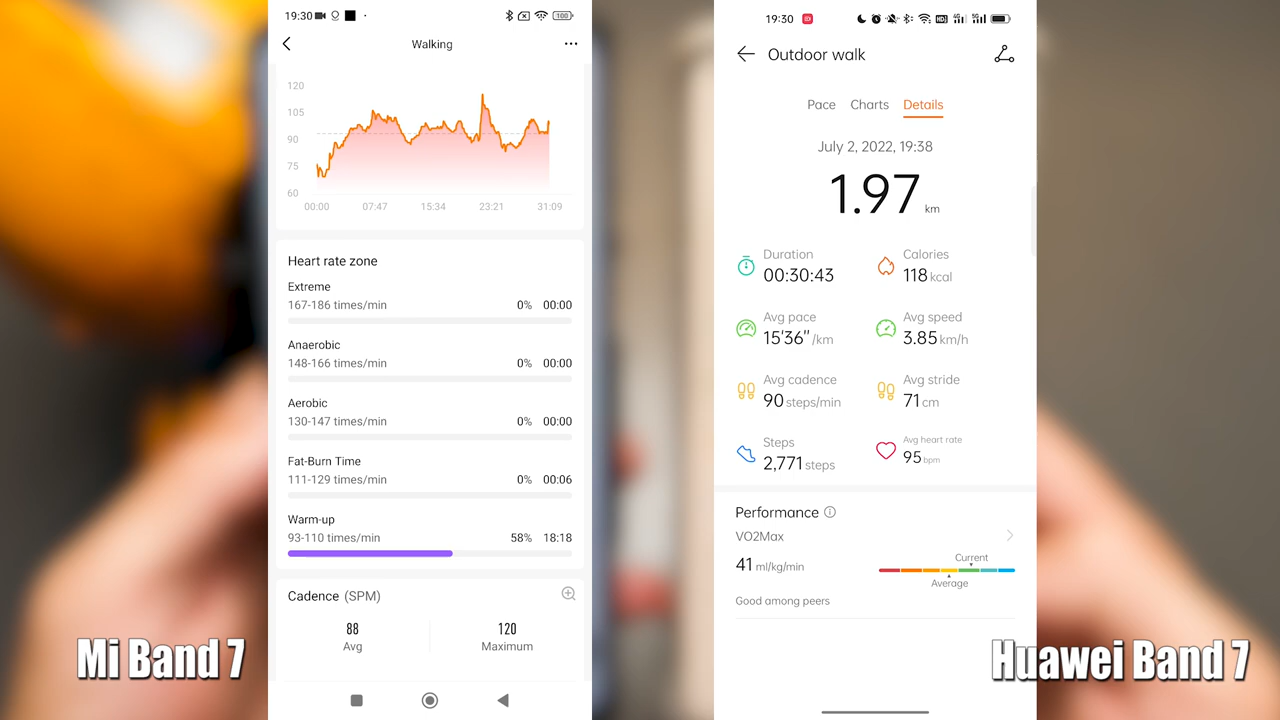 19:30
100
Walking
120
105
90
75
60
00:00 07:47 15:34 23:21 31:09
Heart rate zone
Extreme
167-186 times/min 0% 00:00
Anaerobic
148-166 times/min 0% 00:00
Aerobic
130-147 times/min 0% 00:00
Fat-Burn Time
111-129 times/min 0% 00:06
Warm-up
93-110 times/min 58% 18:18
Cadence (SPM)
88 120
Avg Maximum
Mi Band 7
19:30
HD
Outdoor walk
Pace Charts Details
July 2, 2022, 19:38
1.97 km
Duration Calories
00:30:43 118 kcal
Avg pace Avg speed
15'36" /km 3.85 km/h
Avg cadence Avg stride
90 steps/min 71 cm
Steps Avg heart rate
2,771 steps 95 bpm
Performance
VO2Max
Current
41 ml/kg/min
Average
Good among peers
Huawei Band 7